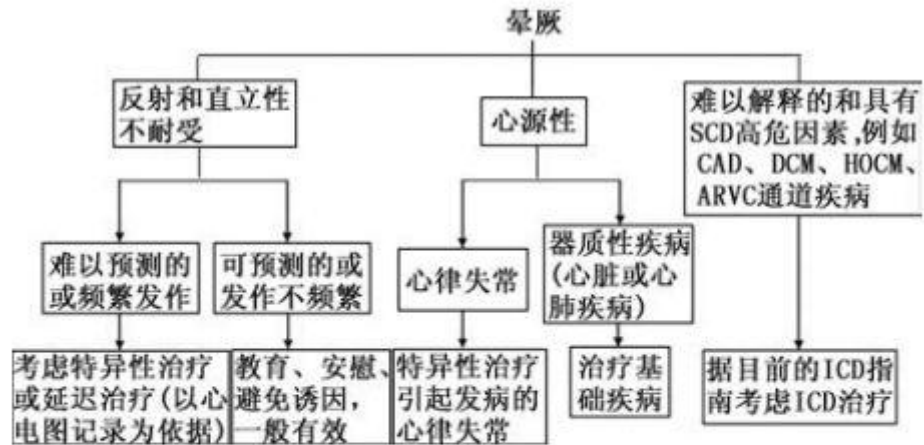 晕厥
反射和直立性
不耐受
心源性
难以解释的和具有
SCD高危因素,例如
CAD、DCM、HOCM、
ARVC通道疾病
难以预测的
或频繁发作
可预测的或
发作不频繁
心律失常
器质性疾病
(心脏或心
肺疾病)
考虑特异性治疗
或延迟治疗(以心
电图记录为依据)
教育、安慰、
避免诱因,
一般有效
特异性治疗
引起发病的
心律失常
治疗基
础疾病
据目前的ICD指
南考虑ICD治疗